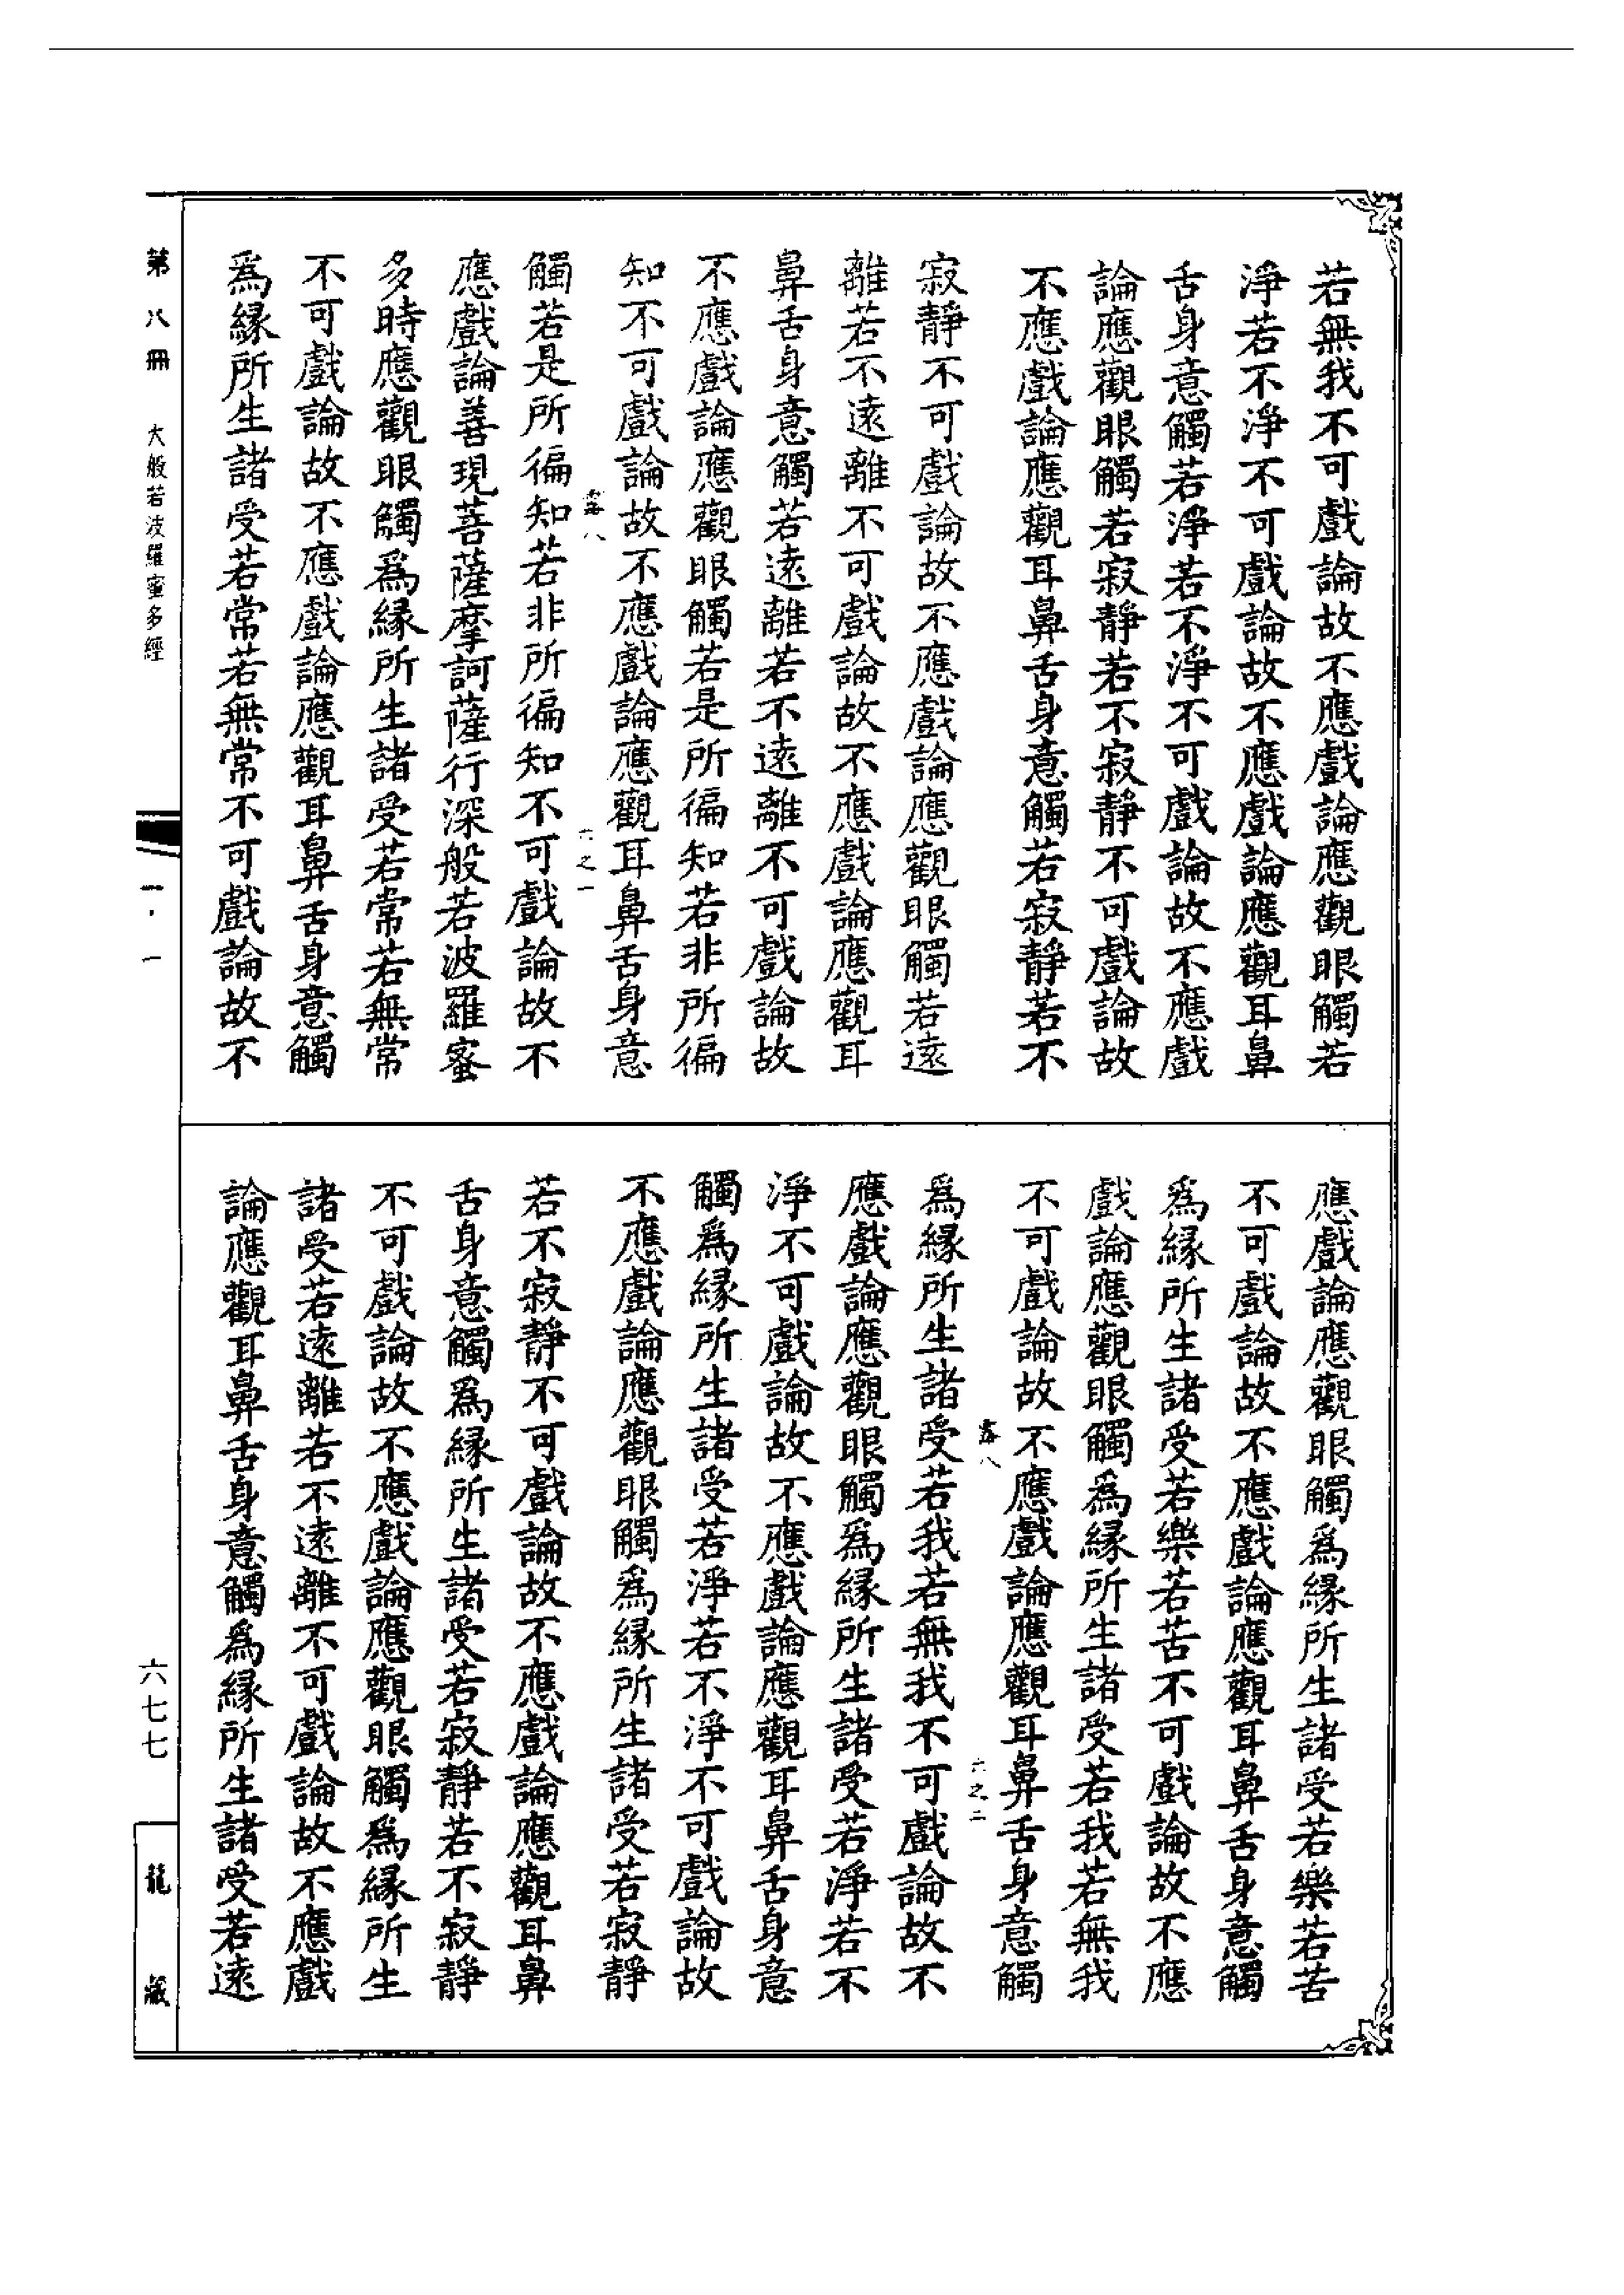 若無我不可戲論故不應戲論應觀眼觸若
淨若不淨不可戲論故不應戲論應觀耳鼻
舌身意觸若淨若不淨不可戲論故不應戲
論應觀眼觸若寂靜若不寂靜不可戲論故
不應戲論應觀耳鼻舌身意觸若寂靜若不
寂靜不可戲論故不應戲論應觀眼觸若遠
離若不遠離不可戲論故不應戲論應觀耳
鼻舌身意觸若遠離若不遠離不可戲論故
不應戲論應觀眼觸若是所徧知若非所徧
知不可戲論故不應戲論應觀耳鼻舌身意
露八 六之一
觸若是所徧知若非所徧知不可戲論故不
應戲論善現菩薩摩訶薩行深般若波羅蜜
多時應觀眼觸爲緣所生諸受若常若無常
不可戲論故不應戲論應觀耳鼻舌身意觸
爲緣所生諸受若常若無常不可戲論故不
應戲論應觀眼觸爲緣所生諸受若樂若苦
不可戲論故不應戲論應觀耳鼻舌身意觸
爲緣所生諸受若樂若苦不可戲論故不應
戲論應觀眼觸爲緣所生諸受若我若無我
不可戲論故不應戲論應觀耳鼻舌身意觸
露八 六之二
爲緣所生諸受若我若無我不可戲論故不
應戲論應觀眼觸爲緣所生諸受若淨若不
淨不可戲論故不應戲論應觀耳鼻舌身意
觸爲緣所生諸受若淨若不淨不可戲論故
不應戲論應觀眼觸爲緣所生諸受若寂靜
若不寂靜不可戲論故不應戲論應觀耳鼻
舌身意觸爲緣所生諸受若寂靜若不寂靜
不可戲論故不應戲論應觀眼觸爲緣所生
諸受若遠離若不遠離不可戲論故不應戲
論應觀耳鼻舌身意觸爲緣所生諸受若遠
第八冊 大般若波羅蜜多經 一·一
六七七
龍藏